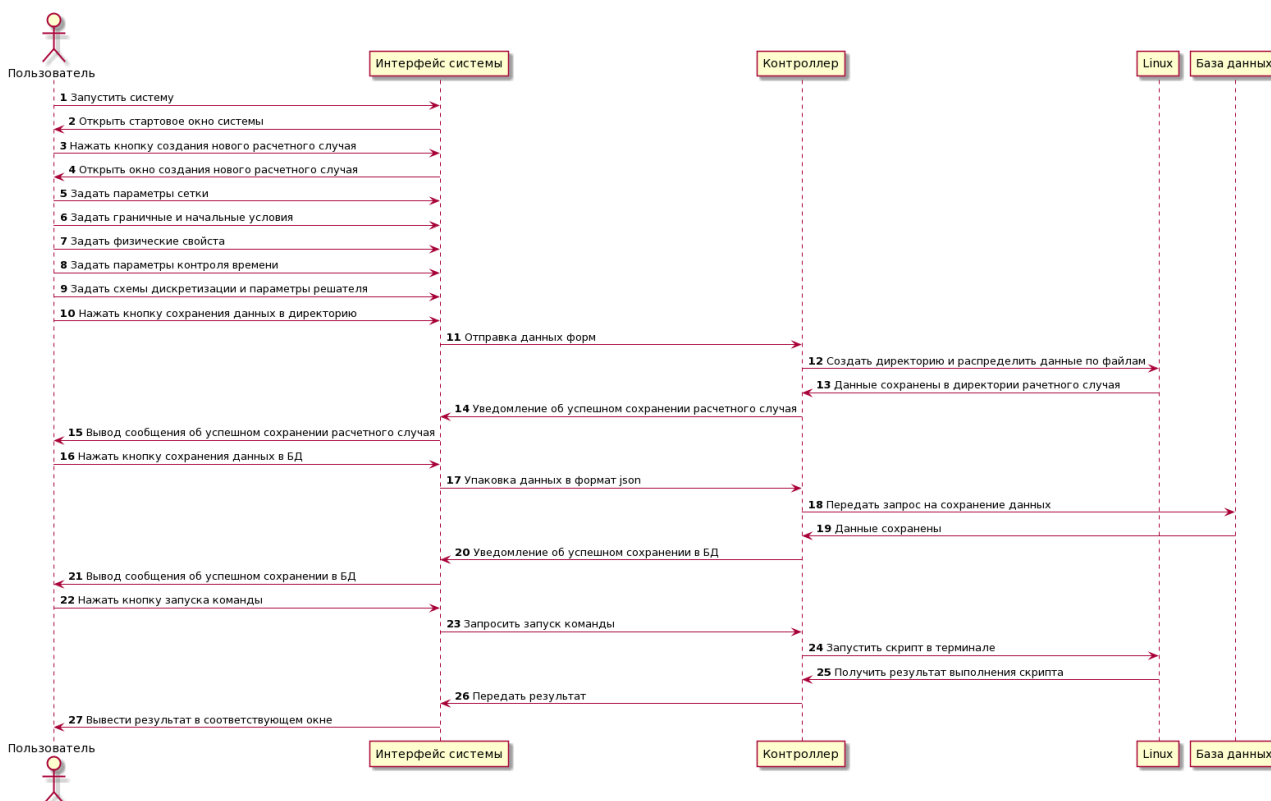 Пользователь
Интерфейс системы
Контроллер
Linux
База данных
1 Запустить систему
2 Открыть стартовое окно системы
3 Нажать кнопку создания нового расчетного случая
4 Открыть окно создания нового расчетного случая
5 Задать параметры сетки
6 Задать граничные и начальные условия
7 Задать физические свойста
8 Задать параметры контроля времени
9 Задать схемы дискретизации и параметры решателя
10 Нажать кнопку сохранения данных в директорию
11 Отправка данных форм
12 Создать директорию и распределить данные по файлам
13 Данные сохранены в директории рачетного случая
14 Уведомление об успешном сохранении расчетного случая
15 Вывод сообщения об успешном сохранении расчетного случая
16 Нажать кнопку сохранения данных в БД
17 Упаковка данных в формат json
18 Передать запрос на сохранение данных
19 Данные сохранены
20 Уведомление об успешном сохранении в БД
21 Вывод сообщения об успешном сохранении в БД
22 Нажать кнопку запуска команды
23 Запросить запуск команды
24 Запустить скрипт в терминале
25 Получить результат выполнения скрипта
26 Передать результат
27 Вывести результат в соответствующем окне
Пользователь
Интерфейс системы
Контроллер
Linux
База данных